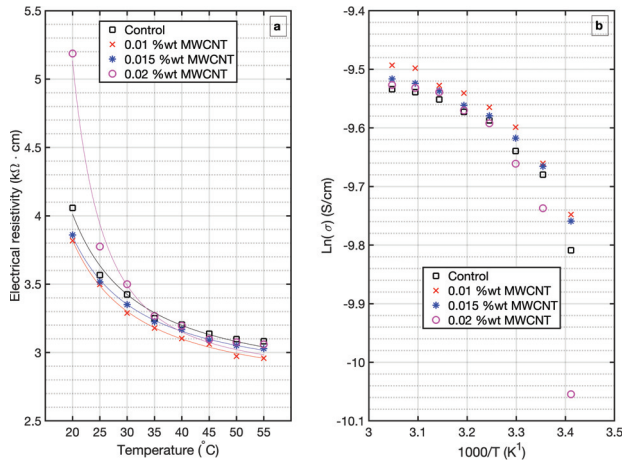 5.5
5
4.5
4
3.5
3
2.5
20 25 30 35 40 45 50 55
Electrical resistivity (kΩ · cm)
Temperature (°C)
a
Control
0.01 %wt MWCNT
0.015 %wt MWCNT
0.02 %wt MWCNT
-9.4
-9.5
-9.6
-9.7
-9.8
-9.9
-10
-10.1
3 3.1 3.2 3.3 3.4 3.5
Ln( σ) (S/cm)
1000/T (K¹)
b
Control
0.01 %wt MWCNT
0.015 %wt MWCNT
0.02 %wt MWCNT